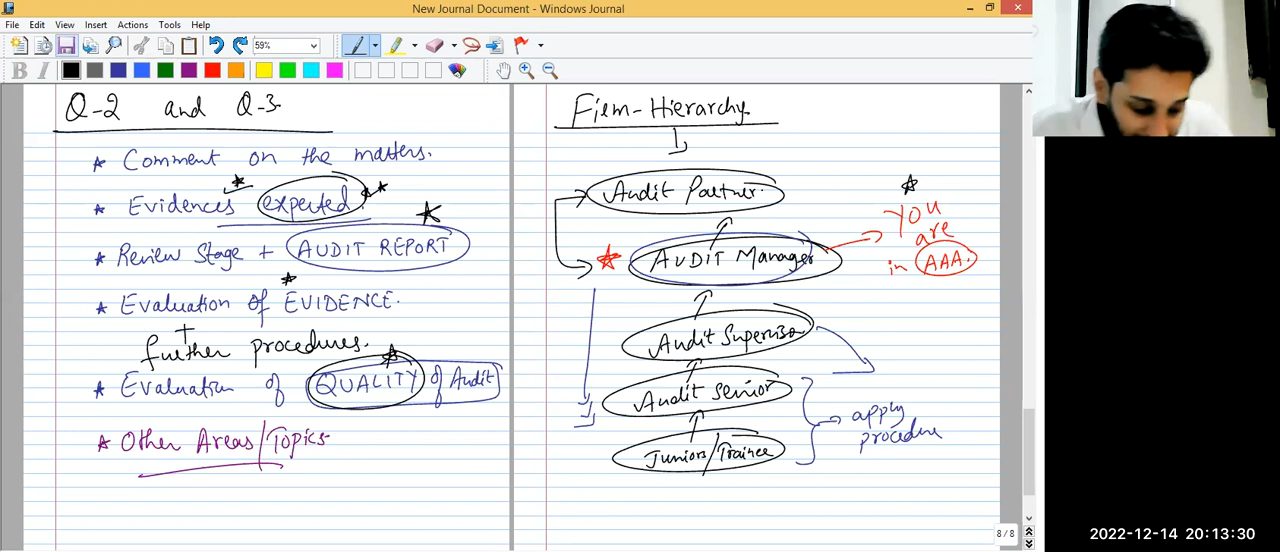 New Journal Document - Windows Journal
File Edit View Insert Actions Tools Help
59%
B I
Q-2 and Q-3
Comment on the matters.
Evidences expected
Review Stage + AUDIT REPORT
Evaluation of EVIDENCE.
+
further procedures.
Evaluation of QUALITY of Audit
Other Areas/Topics
Firm-Hierarchy
Audit Partner
AUDIT Manager
You
are
in AAA.
Audit Supervisor
Audit Senior
apply
procedure
Juniors/Trainee
8 / 8
2022-12-14 20:13:30